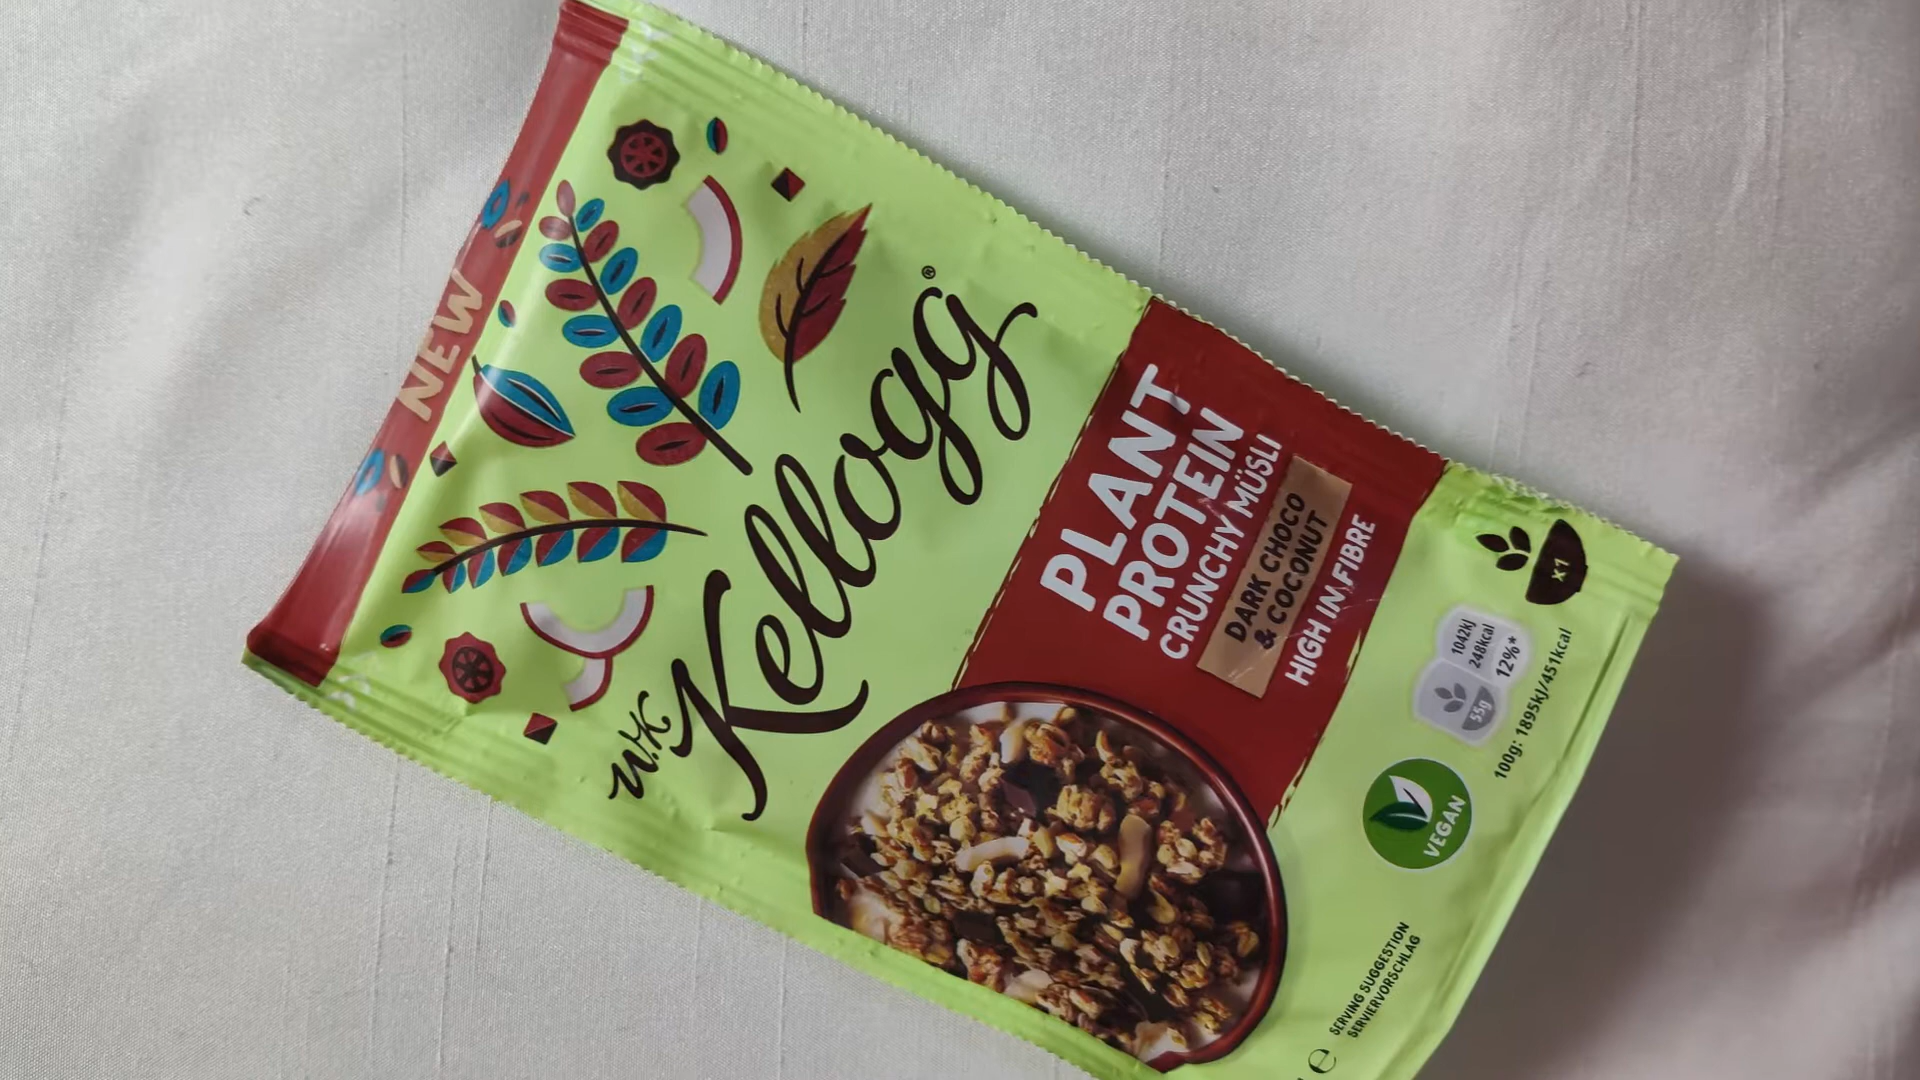 NEW
W.K
Kellogg®
PLANT
PROTEIN
CRUNCHY MÜSLI
DARK CHOCO
& COCONUT
HIGH IN FIBRE
x1
55g
1042kJ
248kcal
12%*
100g: 1895kJ/451kcal
VEGAN
SERVING SUGGESTION
SERVIERVORSCHLAG
e